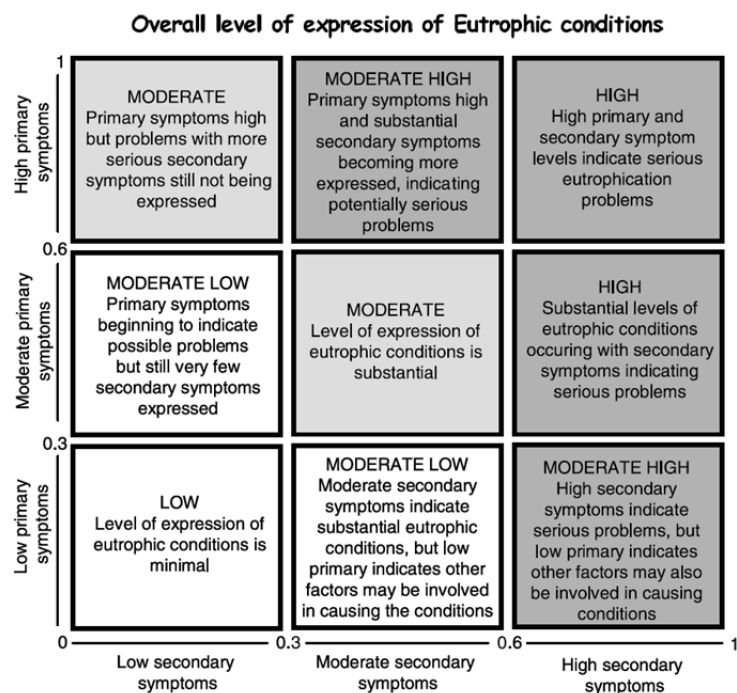 Overall level of expression of Eutrophic conditions
1
High primary
symptoms
MODERATE
Primary symptoms high
but problems with more
serious secondary
symptoms still not being
expressed
MODERATE HIGH
Primary symptoms high
and substantial
secondary symptoms
becoming more
expressed, indicating
potentially serious
problems
HIGH
High primary and
secondary symptom
levels indicate serious
eutrophication
problems
0.6
Moderate primary
symptoms
MODERATE LOW
Primary symptoms
beginning to indicate
possible problems
but still very few
secondary symptoms
expressed
MODERATE
Level of expression of
eutrophic conditions is
substantial
HIGH
Substantial levels of
eutrophic conditions
occuring with secondary
symptoms indicating
serious problems
0.3
Low primary
symptoms
LOW
Level of expression of
eutrophic conditions is
minimal
MODERATE LOW
Moderate secondary
symptoms indicate
substantial eutrophic
conditions, but low
primary indicates other
factors may be involved
in causing the conditions
MODERATE HIGH
High secondary
symptoms indicate
serious problems, but
low primary indicates
other factors may also
be involved in causing
conditions
0
0.3
0.6
1
Low secondary
symptoms
Moderate secondary
symptoms
High secondary
symptoms